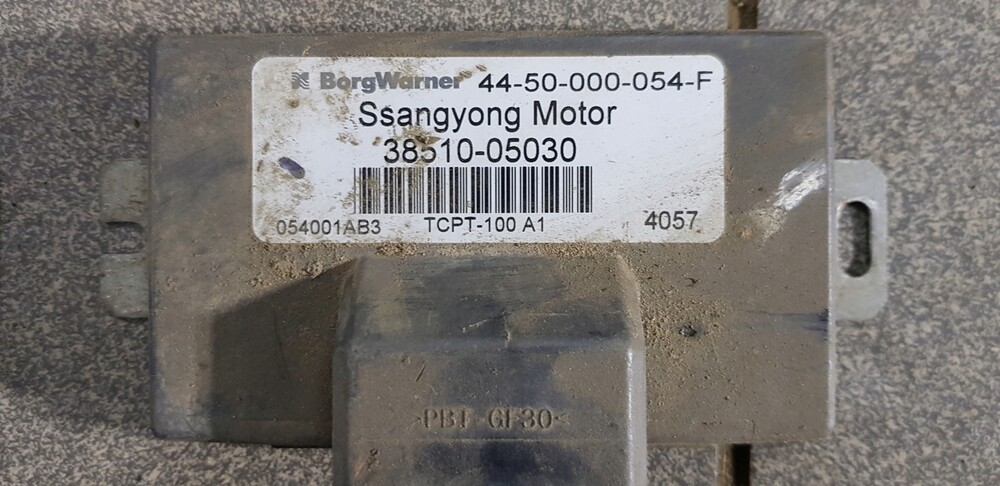 BorgWarner 44-50-000-054-F
Ssangyong Motor
38510-05030
054001AB3 TCPT-100 A1 4057
>PBT GF30<